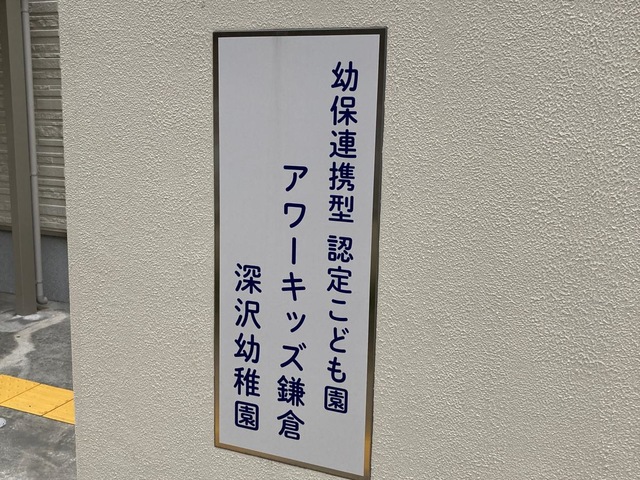 幼保連携型 認定こども園
アワーキッズ鎌倉
深沢幼稚園